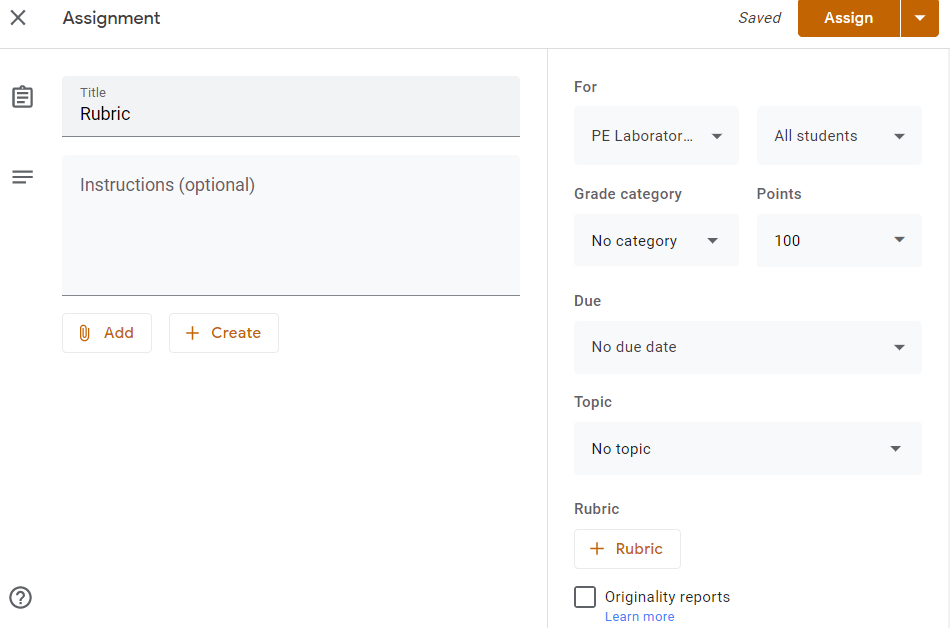 Assignment
Saved
Assign
Title
Rubric
Instructions (optional)
Add
Create
For
PE Laborator...
All students
Grade category
Points
No category
100
Due
No due date
Topic
No topic
Rubric
+ Rubric
Originality reports
Learn more